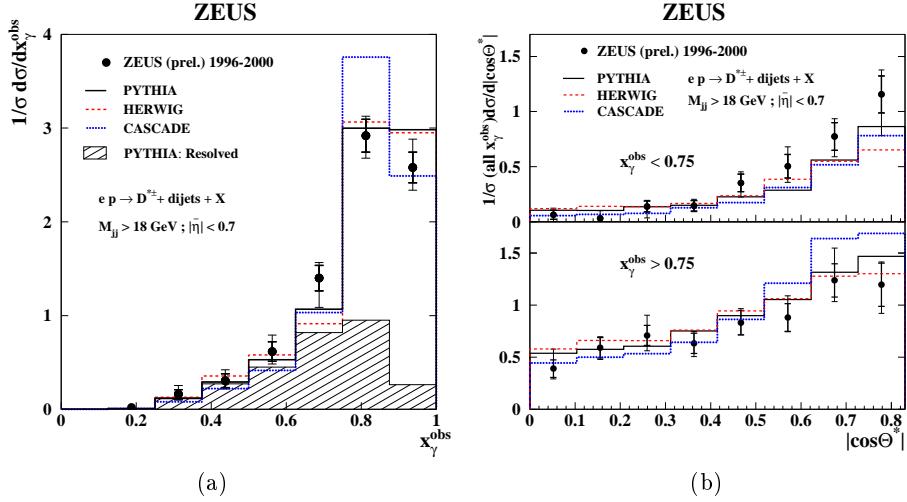 ZEUS
1/σ dσ/dx_γ^obs
4
3
2
1
0
ZEUS (prel.) 1996-2000
PYTHIA
HERWIG
CASCADE
PYTHIA: Resolved
e p → D*± + dijets + X
M_jj > 18 GeV ; |η̄| < 0.7
0 0.2 0.4 0.6 0.8 1
x_γ^obs
(a)
ZEUS
1/σ (all x_γ^obs)dσ/d|cosΘ*|
1.5
1
0.5
0
ZEUS (prel.) 1996-2000
PYTHIA
HERWIG
CASCADE
e p → D*± + dijets + X
M_jj > 18 GeV ; |η̄| < 0.7
x_γ^obs < 0.75
1.5
1
0.5
0
x_γ^obs > 0.75
0 0.1 0.2 0.3 0.4 0.5 0.6 0.7 0.8
|cosΘ*|
(b)